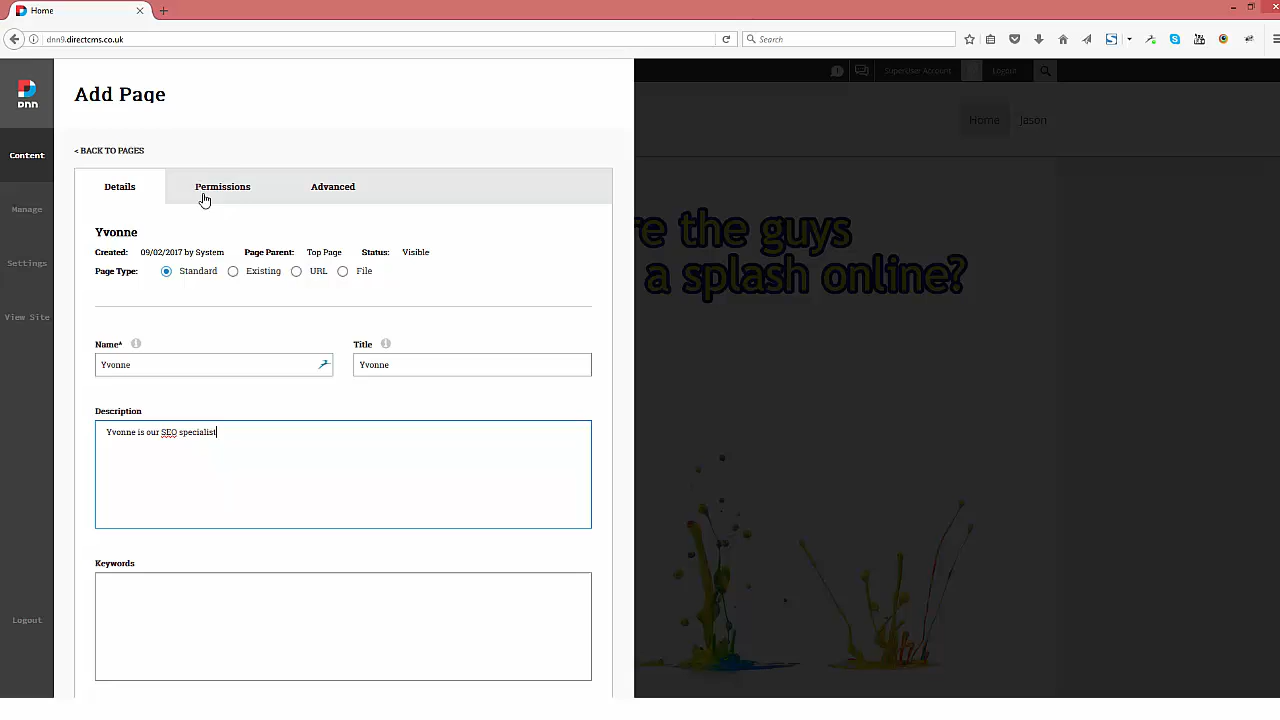 Home
dnn9.directcms.co.uk
Search
Dnn
Content
Manage
Settings
View Site
Logout
Add Page
< BACK TO PAGES
Details Permissions Advanced
Yvonne
Created: 09/02/2017 by System Page Parent: Top Page Status: Visible
Page Type: Standard Existing URL File
Name* Title
Yvonne Yvonne
Description
Yvonne is our SEO specialist
Keywords
SuperUser Account Logout
Home Jason
re the guys
a splash online?